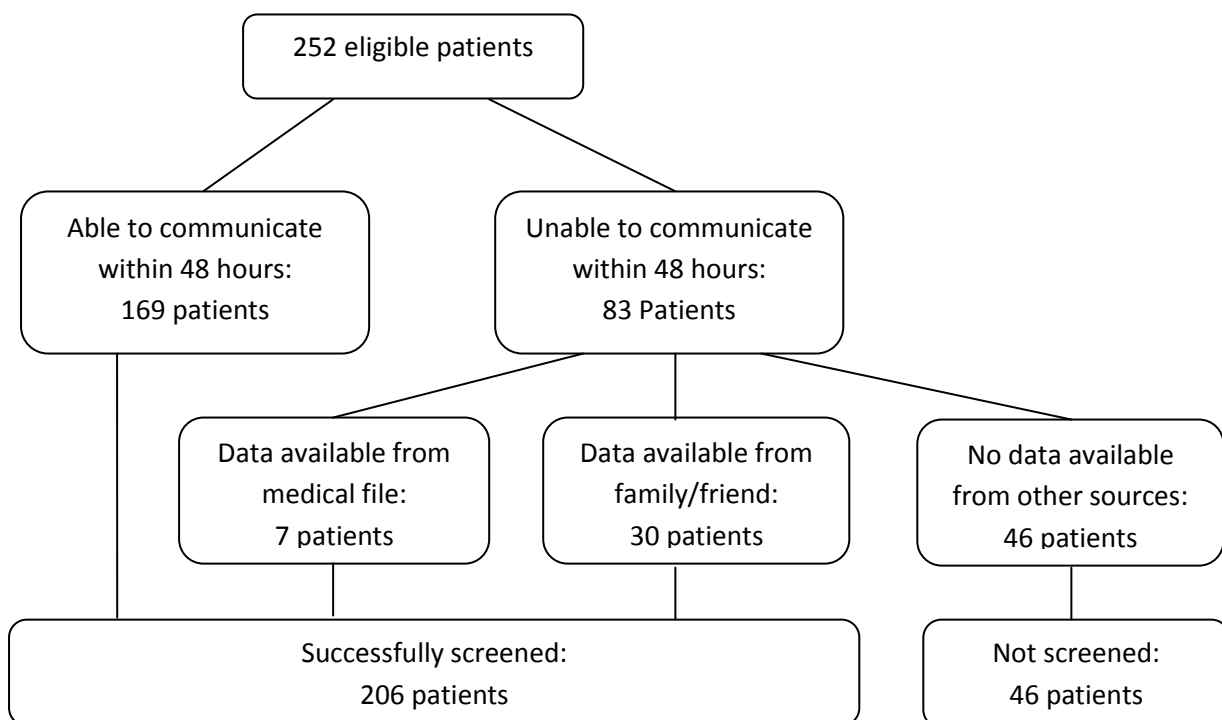 252 eligible patients
Able to communicate
within 48 hours:
169 patients
Unable to communicate
within 48 hours:
83 Patients
Data available from
medical file:
7 patients
Data available from
family/friend:
30 patients
No data available
from other sources:
46 patients
Successfully screened:
206 patients
Not screened:
46 patients